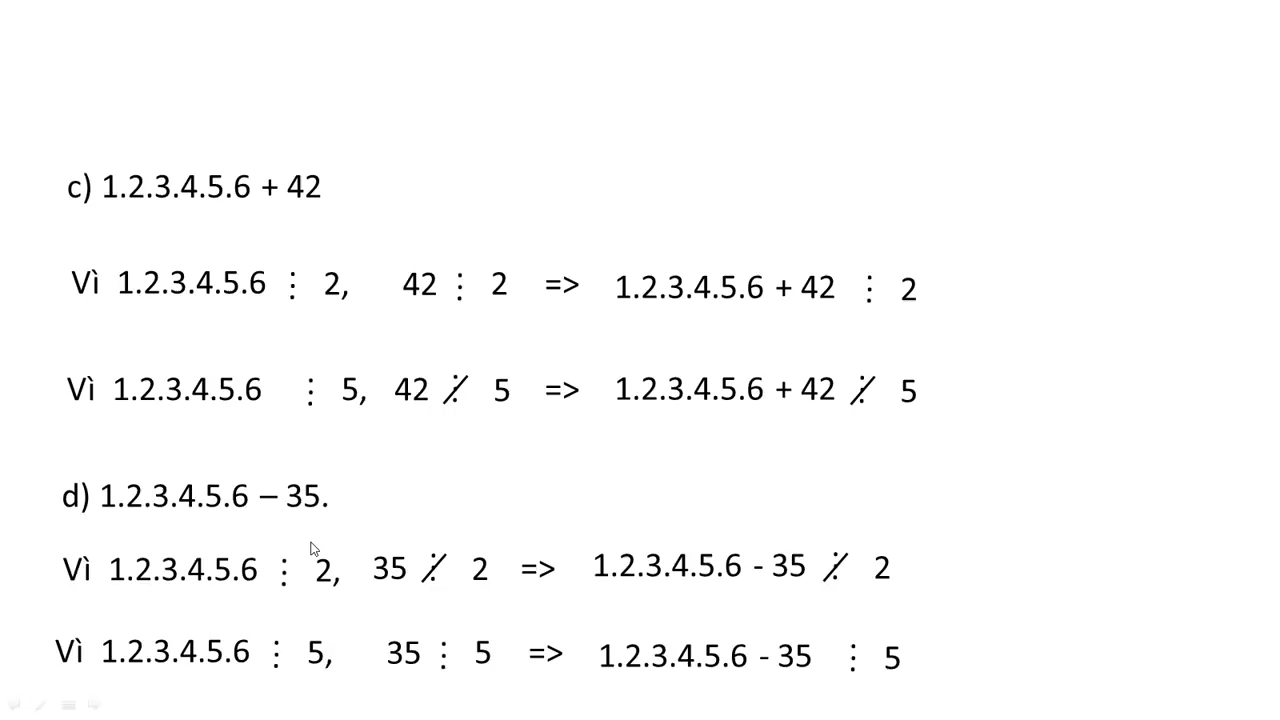 c) 1.2.3.4.5.6 + 42
Vì 1.2.3.4.5.6 ⋮ 2, 42 ⋮ 2 => 1.2.3.4.5.6 + 42 ⋮ 2
Vì 1.2.3.4.5.6 ⋮ 5, 42 ⋮̸ 5 => 1.2.3.4.5.6 + 42 ⋮̸ 5
d) 1.2.3.4.5.6 – 35.
Vì 1.2.3.4.5.6 ⋮ 2, 35 ⋮̸ 2 => 1.2.3.4.5.6 - 35 ⋮̸ 2
Vì 1.2.3.4.5.6 ⋮ 5, 35 ⋮ 5 => 1.2.3.4.5.6 - 35 ⋮ 5